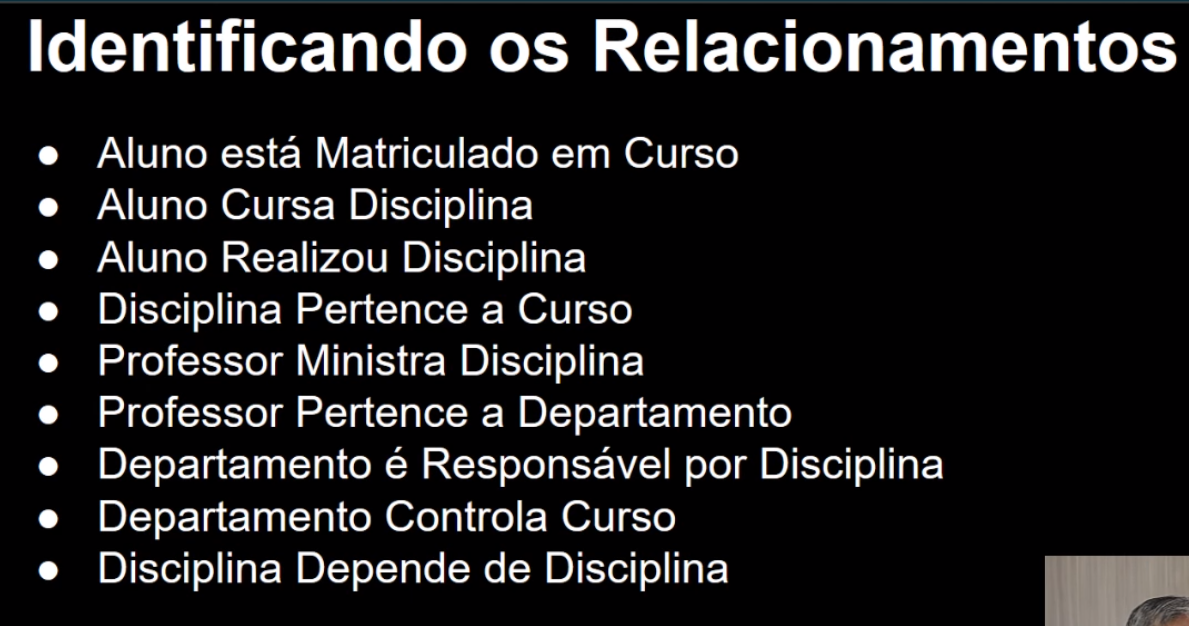 Identificando os Relacionamentos
● Aluno está Matriculado em Curso
● Aluno Cursa Disciplina
● Aluno Realizou Disciplina
● Disciplina Pertence a Curso
● Professor Ministra Disciplina
● Professor Pertence a Departamento
● Departamento é Responsável por Disciplina
● Departamento Controla Curso
● Disciplina Depende de Disciplina